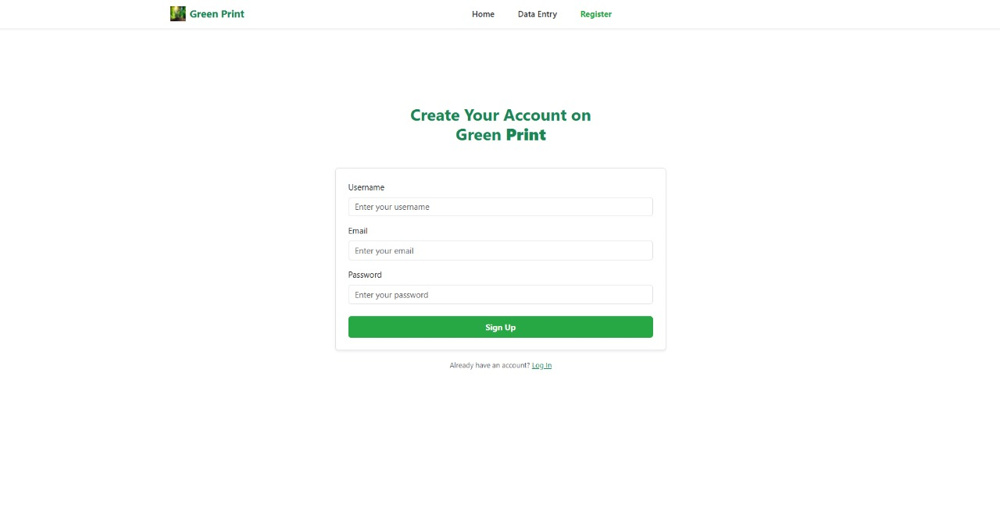 Green Print
Home
Data Entry
Register
Create Your Account on
Green Print
Username
Enter your username
Email
Enter your email
Password
Enter your password
Sign Up
Already have an account? Log In